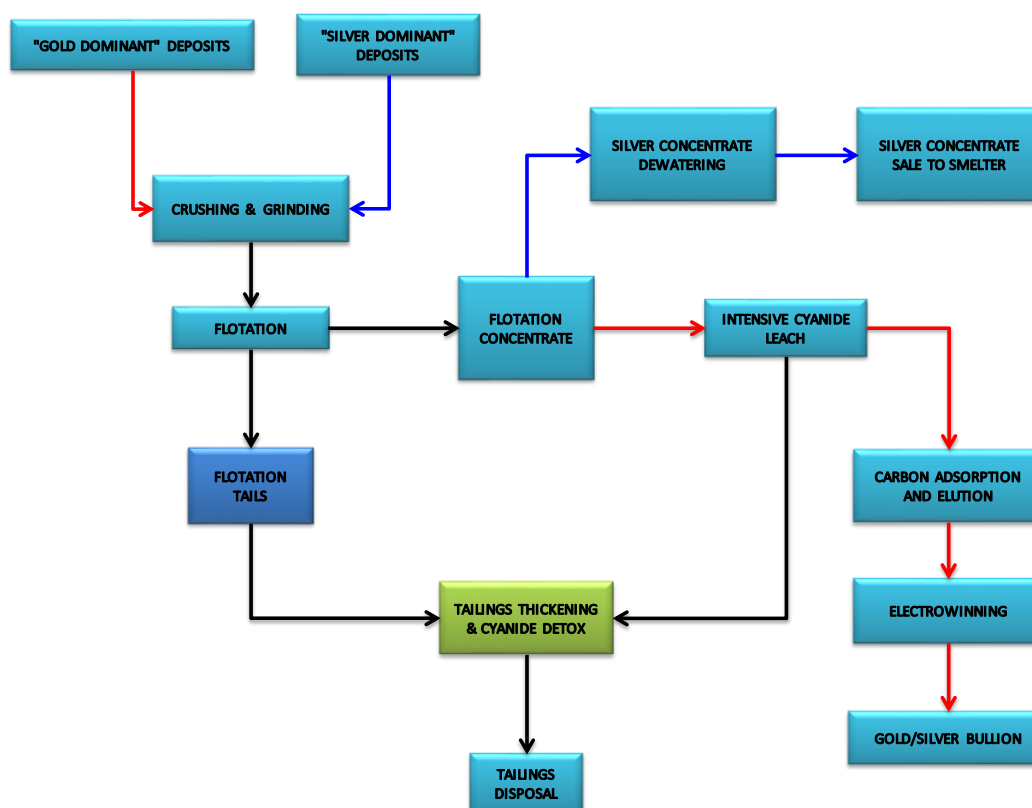 "GOLD DOMINANT" DEPOSITS
"SILVER DOMINANT"
DEPOSITS
SILVER CONCENTRATE
DEWATERING
SILVER CONCENTRATE
SALE TO SMELTER
CRUSHING & GRINDING
FLOTATION
FLOTATION
CONCENTRATE
INTENSIVE CYANIDE
LEACH
FLOTATION
TAILS
CARBON ADSORPTION
AND ELUTION
TAILINGS THICKENING
& CYANIDE DETOX
ELECTROWINNING
GOLD/SILVER BULLION
TAILINGS
DISPOSAL